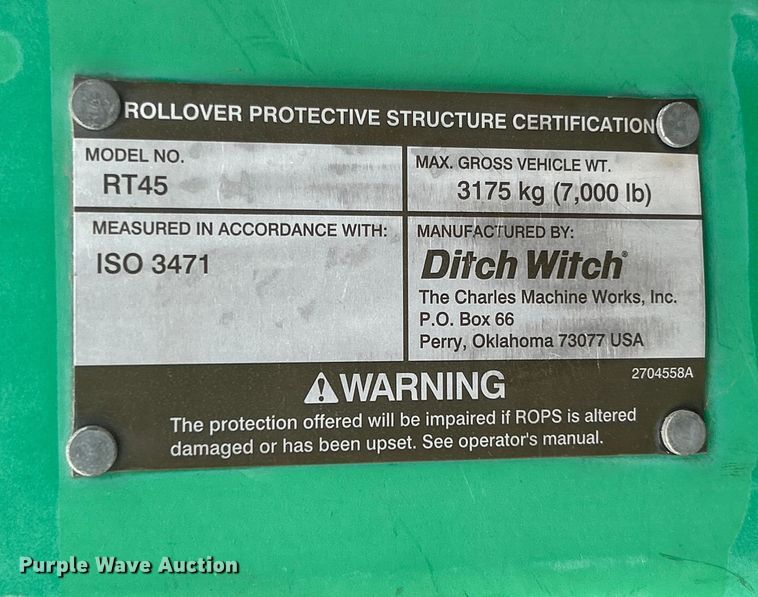 ROLLOVER PROTECTIVE STRUCTURE CERTIFICATION
MODEL NO.
RT45
MAX. GROSS VEHICLE WT.
3175 kg (7,000 lb)
MEASURED IN ACCORDANCE WITH:
ISO 3471
MANUFACTURED BY:
Ditch Witch®
The Charles Machine Works, Inc.
P.O. Box 66
Perry, Oklahoma 73077 USA
2704558A
⚠WARNING
The protection offered will be impaired if ROPS is altered
damaged or has been upset. See operator's manual.
Purple Wave Auction